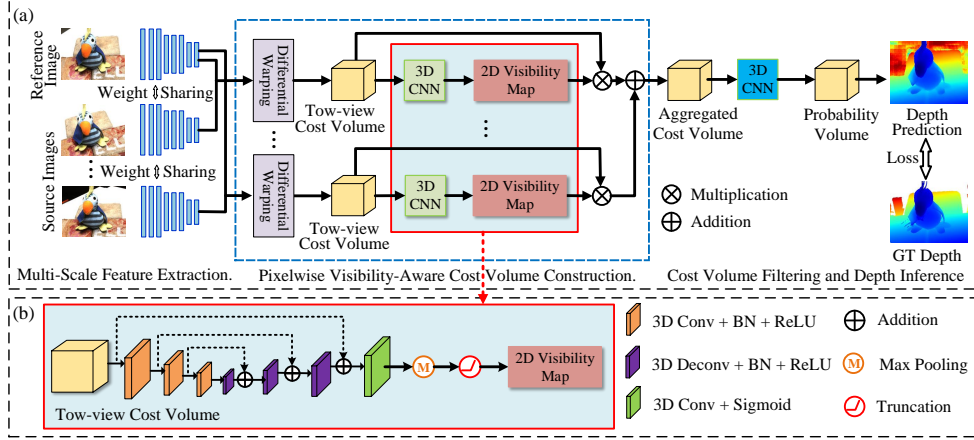 (a)
Reference
Image
Source Images
Weight
Sharing
Weight
Sharing
Multi-Scale Feature Extraction.
Differential
Warping
Tow-view
Cost Volume
3D
CNN
2D Visibility
Map
Differential
Warping
Tow-view
Cost Volume
3D
CNN
2D Visibility
Map
Pixelwise Visibility-Aware Cost Volume Construction.
Aggregated
Cost Volume
3D
CNN
Probability
Volume
Depth
Prediction
Loss
GT Depth
Multiplication
Addition
Cost Volume Filtering and Depth Inference
(b)
Tow-view Cost Volume
M
2D Visibility
Map
3D Conv + BN + ReLU
3D Deconv + BN + ReLU
3D Conv + Sigmoid
Addition
M
Max Pooling
Truncation